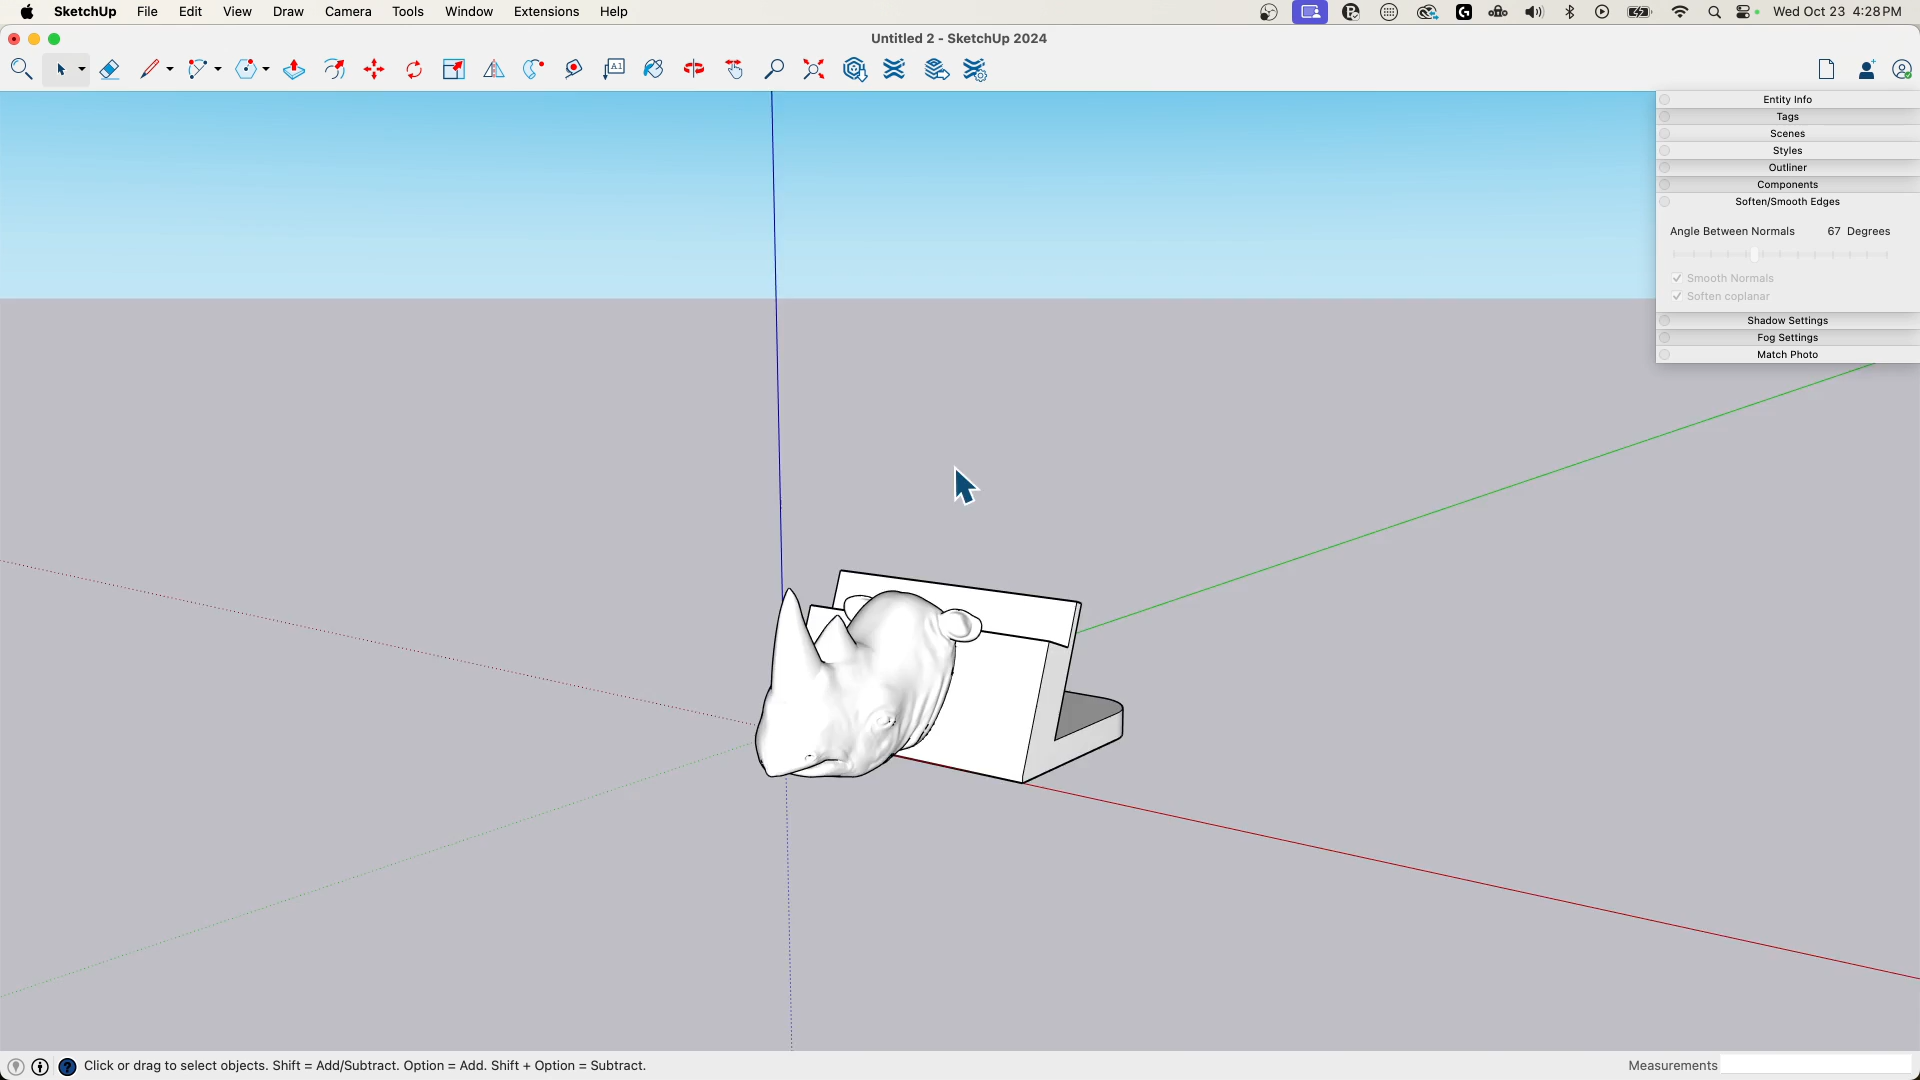 SketchUp File Edit View Draw Camera Tools Window Extensions Help
Wed Oct 23 4:28 PM
Untitled 2 - SketchUp 2024
A1
Entity Info
Tags
Scenes
Styles
Outliner
Components
Soften/Smooth Edges
Angle Between Normals 67 Degrees
Smooth Normals
Soften coplanar
Shadow Settings
Fog Settings
Match Photo
Click or drag to select objects. Shift = Add/Subtract. Option = Add. Shift + Option = Subtract.
Measurements